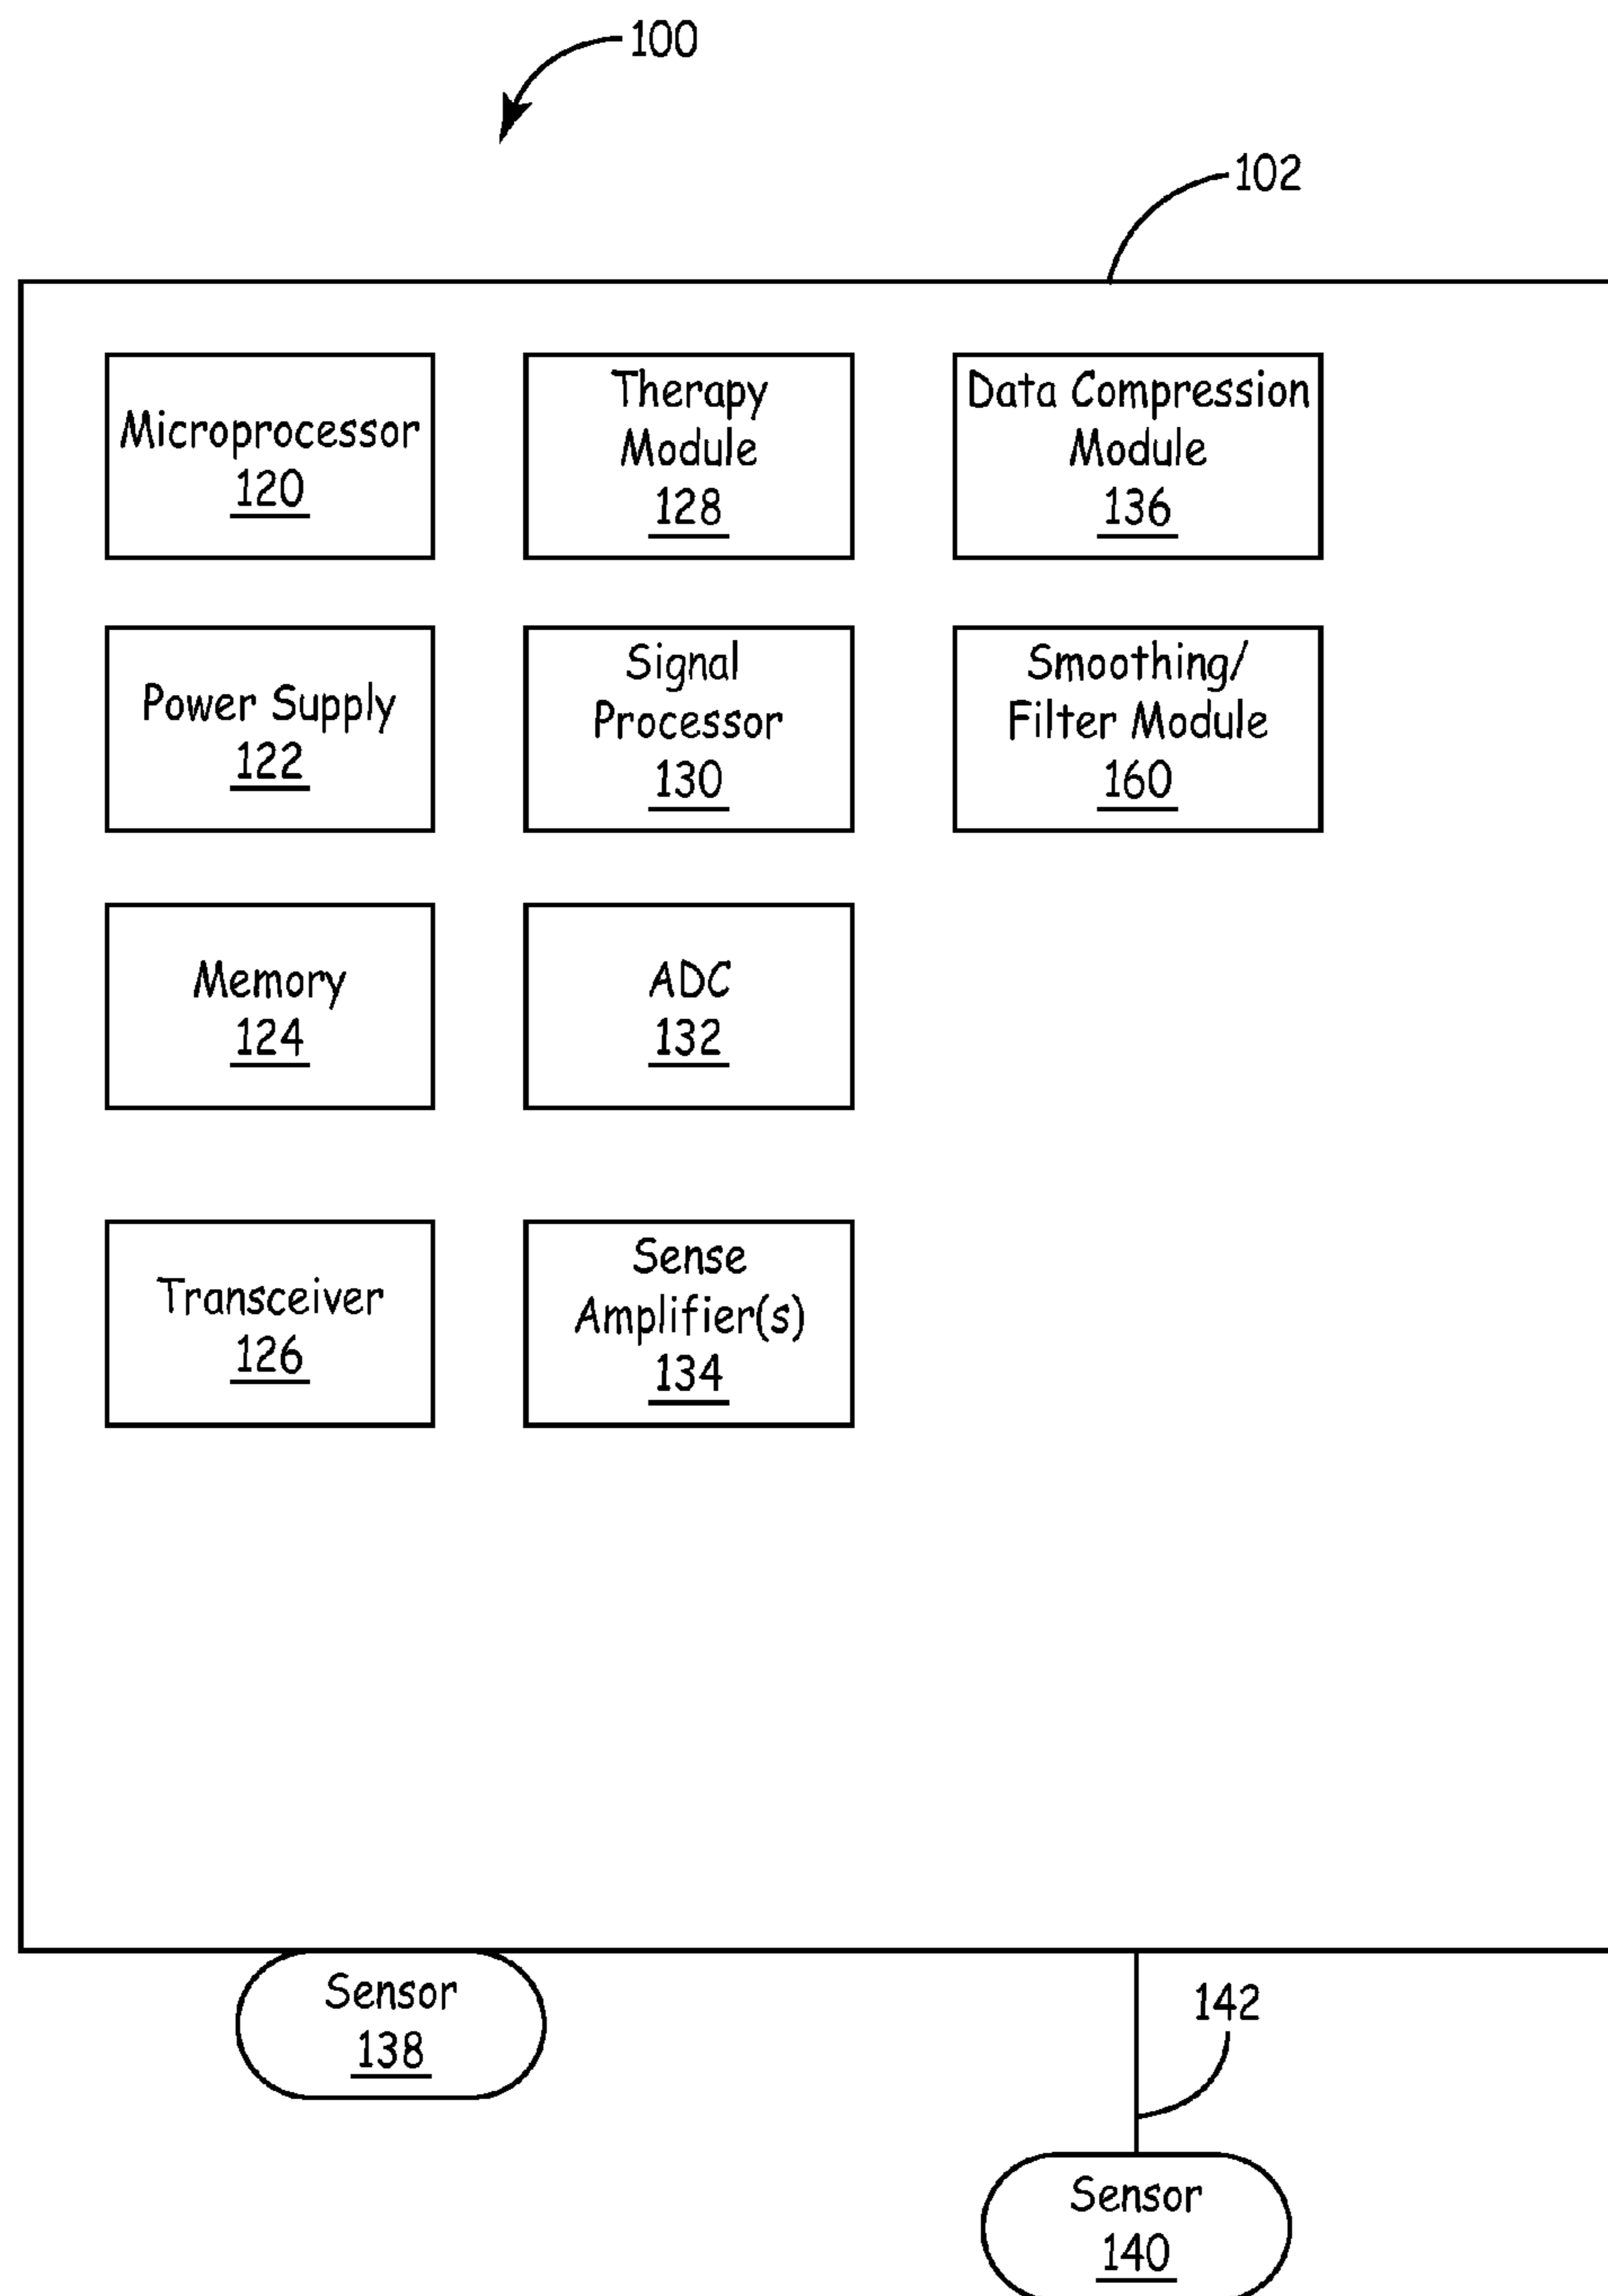 100
102
Microprocessor
120
Therapy
Module
128
Data Compression
Module
136
Power Supply
122
Signal
Processor
130
Smoothing/
Filter Module
160
Memory
124
ADC
132
Transceiver
126
Sense
Amplifier(s)
134
Sensor
138
142
Sensor
140